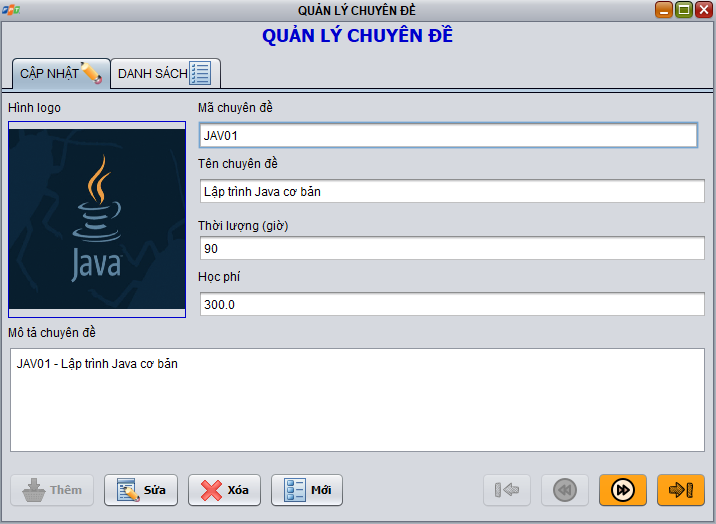 QUẢN LÝ CHUYÊN ĐỀ
QUẢN LÝ CHUYÊN ĐỀ
CẬP NHẬT DANH SÁCH
Hình logo
Java
Mã chuyên đề
JAV01
Tên chuyên đề
Lập trình Java cơ bản
Thời lượng (giờ)
90
Học phí
300.0
Mô tả chuyên đề
JAV01 - Lập trình Java cơ bản
Thêm Sửa Xóa Mới